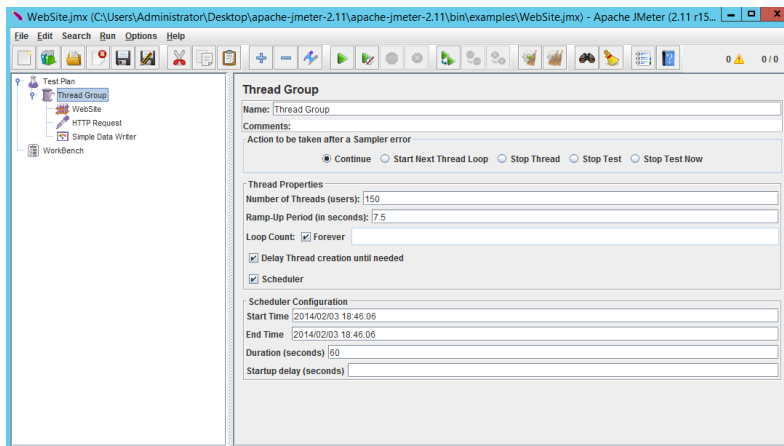 WebSite.jmx (C:\Users\Administrator\Desktop\apache-jmeter-2.11\apache-jmeter-2.11\bin\examples\WebSite.jmx) - Apache JMeter (2.11 r15...
File Edit Search Run Options Help
0 0 / 0
Test Plan
Thread Group
WebSite
HTTP Request
Simple Data Writer
WorkBench
Thread Group
Name: Thread Group
Comments:
Action to be taken after a Sampler error
Continue Start Next Thread Loop Stop Thread Stop Test Stop Test Now
Thread Properties
Number of Threads (users): 150
Ramp-Up Period (in seconds): 7.5
Loop Count: Forever
Delay Thread creation until needed
Scheduler
Scheduler Configuration
Start Time 2014/02/03 18:46:06
End Time 2014/02/03 18:46:06
Duration (seconds) 60
Startup delay (seconds)